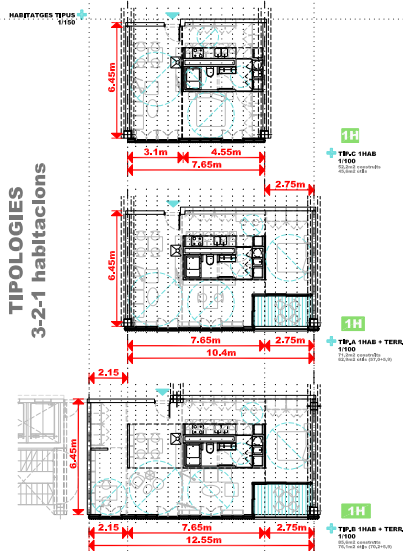 HABITATGES TIPUS
1/150
6.45m
3.1m
4.55m
7.65m
1H
TIP.C 1HAB
1/100
2.75m
TIPOLOGIES
3-2-1 habitacions
6.45m
7.65m
2.75m
10.4m
1H
TIP.A 1HAB + TERR.
1/100
2.15
6.45m
2.15
7.65m
2.75m
12.55m
1H
TIP.B 1HAB + TERR.
1/100